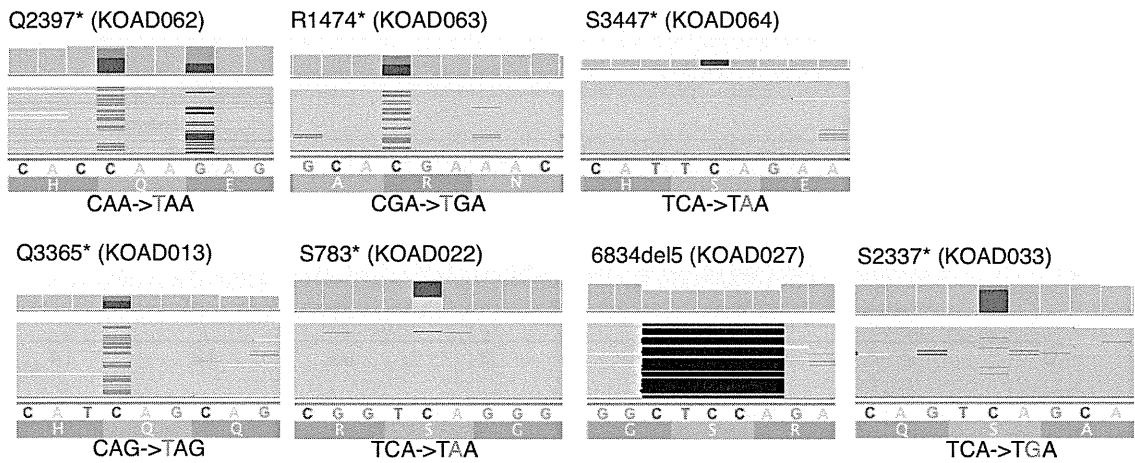 Q2397* (KOAD062)
R1474* (KOAD063)
S3447* (KOAD064)
C A C C A A G A G
H Q E
CAA->TAA
G C A C G A A A C
A R N
CGA->TGA
C A T T C A G A A
H S E
TCA->TAA
Q3365* (KOAD013)
S783* (KOAD022)
6834del5 (KOAD027)
S2337* (KOAD033)
C A T C A G C A G
H Q Q
CAG->TAG
C G G T C A G G G
R S G
TCA->TAA
G G C T C C A G A
G S R
C A G T C A G C A
Q S A
TCA->TGA